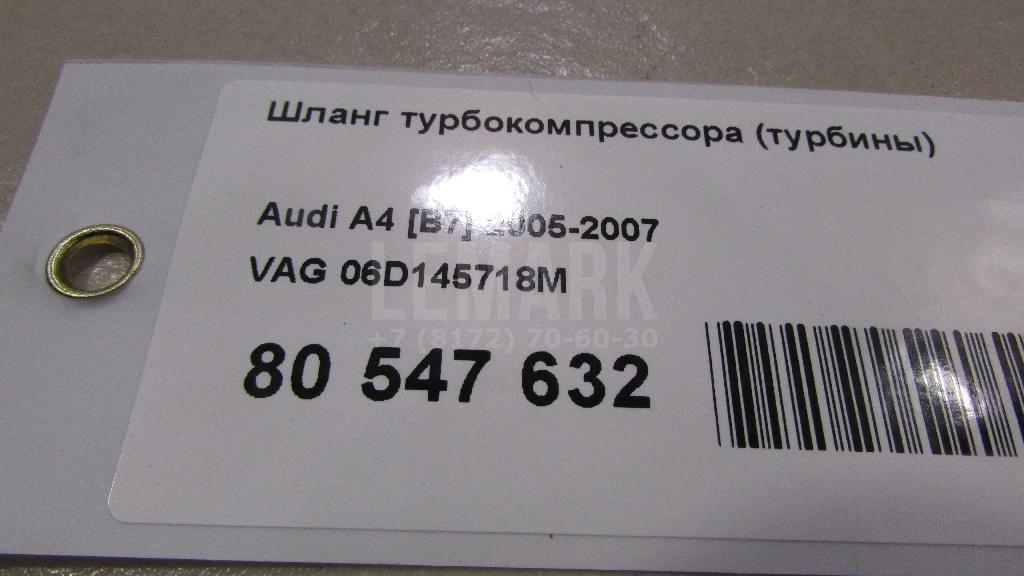 Шланг турбокомпрессора (турбины)
Audi A4 [B7] 2005-2007
VAG 06D145718M
LEMARK
+7 (8172) 70-60-30
80 547 632